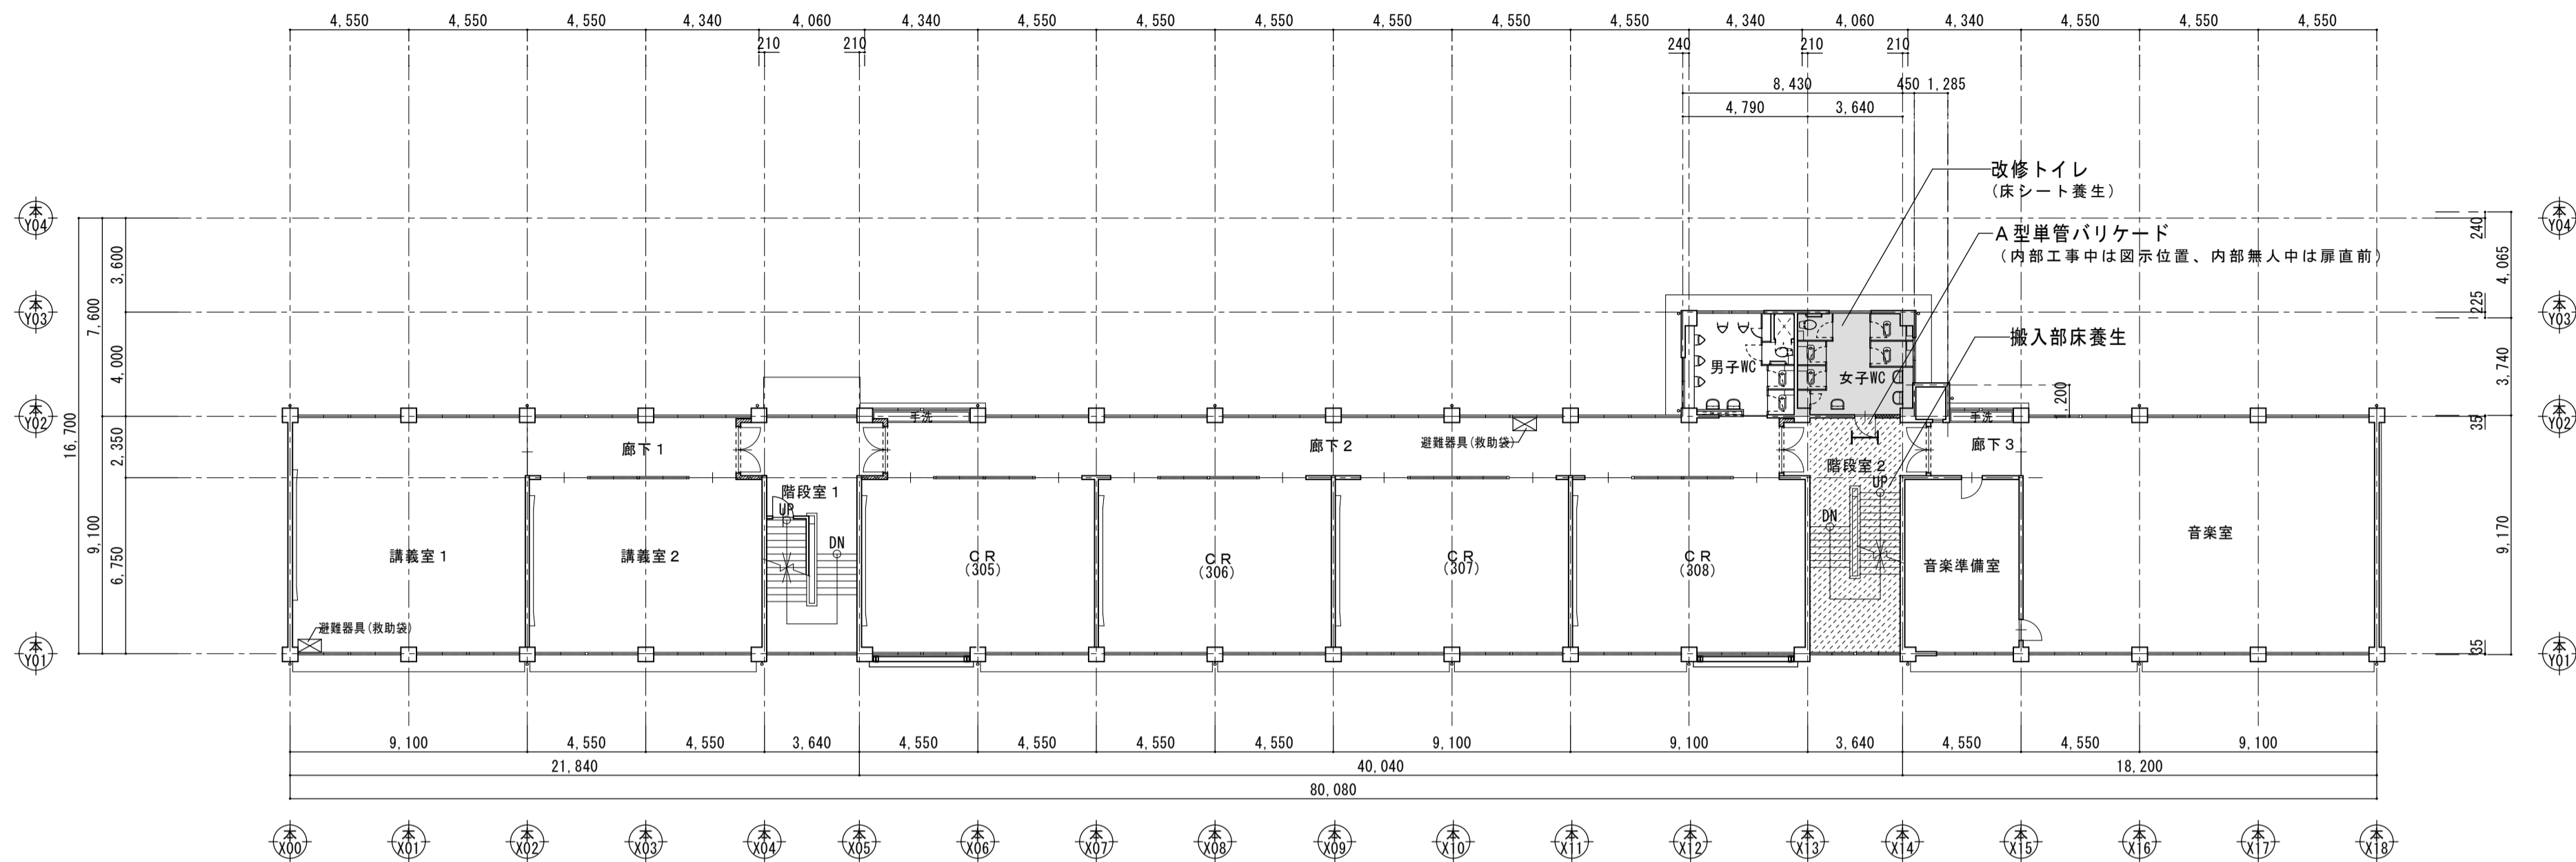 4,550 4,550 4,550 4,340 4,060 4,340 4,550 4,550 4,550 4,550 4,550 4,550 4,340 4,060 4,340 4,550 4,550 4,550
210 210 240 210 210
8,430 450 1,285
4,790 3,640
改修トイレ
(床シート養生)
A型単管バリケード
(内部工事中は図示位置、内部無人中は扉直前)
搬入部床養生
本 Y04
本 Y03
本 Y02
本 Y01
16,700
7,600
9,100
3,600
4,000
2,350
6,750
本 Y04
本 Y03
本 Y02
本 Y01
240
225
35
35
4,065
3,740
9,170
1,200
男子WC
女子WC
手洗
手洗
廊下1
廊下2
廊下3
避難器具(救助袋)
階段室1
階段室2
UP
DN
UP
DN
講義室1
講義室2
CR
(305)
CR
(306)
CR
(307)
CR
(308)
音楽準備室
音楽室
避難器具(救助袋)
9,100 4,550 4,550 3,640 4,550 4,550 4,550 4,550 9,100 9,100 3,640 4,550 4,550 9,100
21,840 40,040 18,200
80,080
本 本 本 本 本 本 本 本 本 本 本 本 本 本 本 本 本 本 本
X00 X01 X02 X03 X04 X05 X06 X07 X08 X09 X10 X11 X12 X13 X14 X15 X16 X17 X18